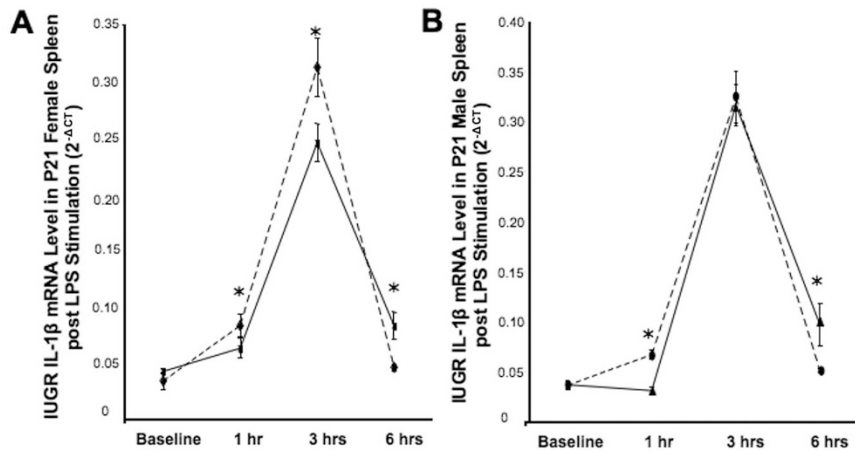 A
IUGR IL-1β mRNA Level in P21 Female Spleen
post LPS Stimulation (2-ΔCT)
0.35
0.30
0.25
0.20
0.15
0.10
0.05
0
*
*
*
Baseline 1 hr 3 hrs 6 hrs
B
IUGR IL-1β mRNA Level in P21 Male Spleen
post LPS Stimulation (2-ΔCT)
0.40
0.35
0.30
0.25
0.20
0.15
0.10
0.05
0.00
*
*
Baseline 1 hr 3 hrs 6 hrs